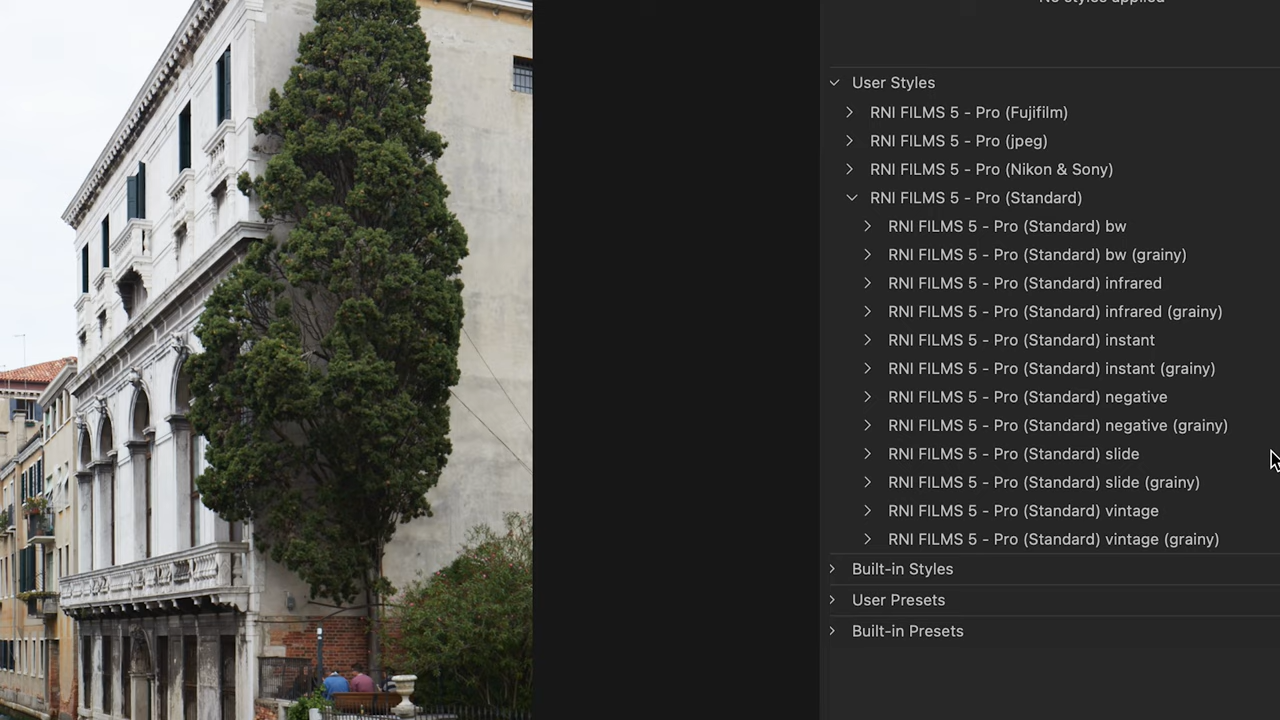 No styles applied
User Styles
RNI FILMS 5 - Pro (Fujifilm)
RNI FILMS 5 - Pro (jpeg)
RNI FILMS 5 - Pro (Nikon & Sony)
RNI FILMS 5 - Pro (Standard)
RNI FILMS 5 - Pro (Standard) bw
RNI FILMS 5 - Pro (Standard) bw (grainy)
RNI FILMS 5 - Pro (Standard) infrared
RNI FILMS 5 - Pro (Standard) infrared (grainy)
RNI FILMS 5 - Pro (Standard) instant
RNI FILMS 5 - Pro (Standard) instant (grainy)
RNI FILMS 5 - Pro (Standard) negative
RNI FILMS 5 - Pro (Standard) negative (grainy)
RNI FILMS 5 - Pro (Standard) slide
RNI FILMS 5 - Pro (Standard) slide (grainy)
RNI FILMS 5 - Pro (Standard) vintage
RNI FILMS 5 - Pro (Standard) vintage (grainy)
Built-in Styles
User Presets
Built-in Presets